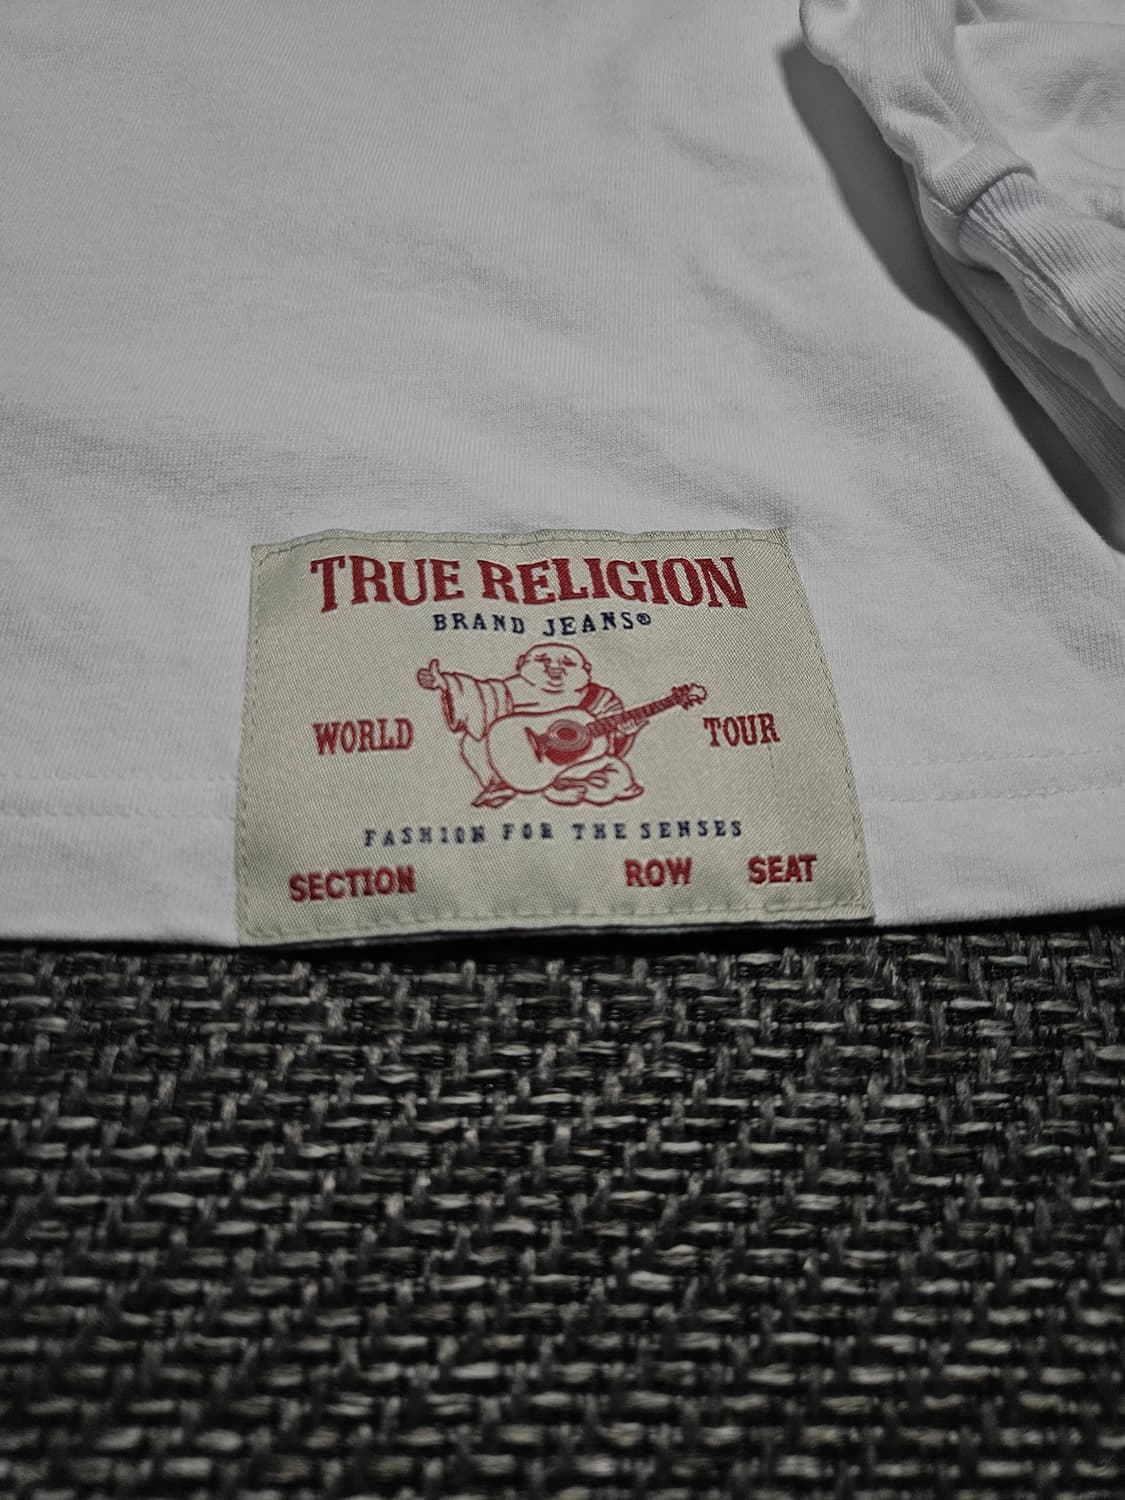 TRUE RELIGION
BRAND JEANS®
WORLD TOUR
FASHION FOR THE SENSES
SECTION ROW SEAT